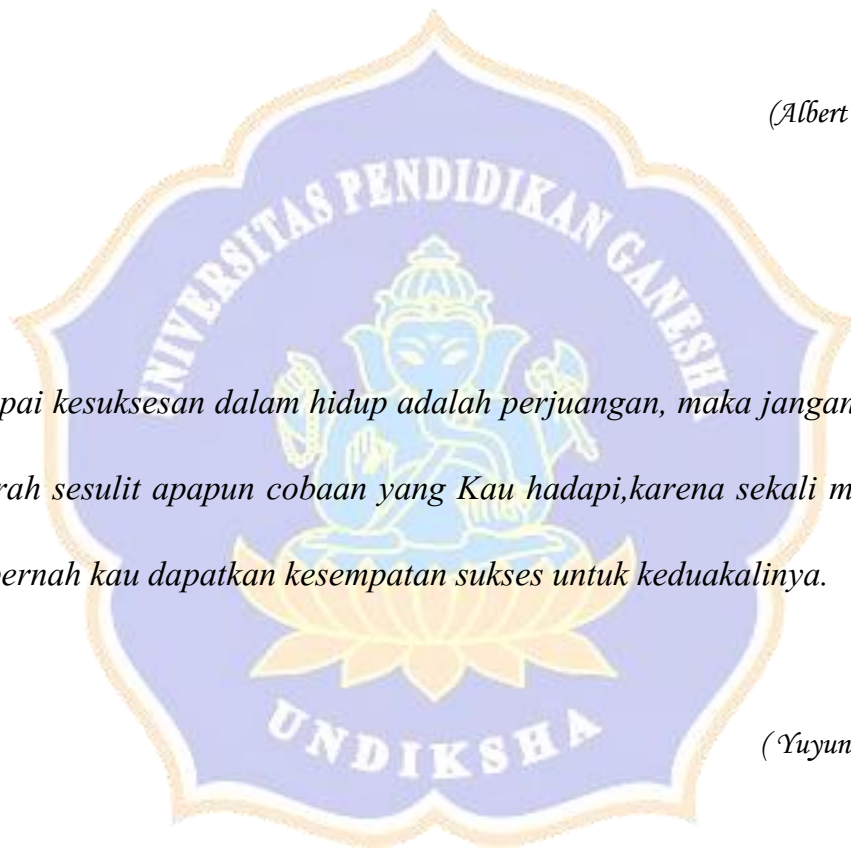 (Albert
UNIVERSITAS PENDIDIKAN GANESHA
pai kesuksesan dalam hidup adalah perjuangan, maka jangan
rah sesulit apapun cobaan yang Kau hadapi,karena sekali m
pernah kau dapatkan kesempatan sukses untuk keduakalinya.
UNDIKSHA
( Yuyun